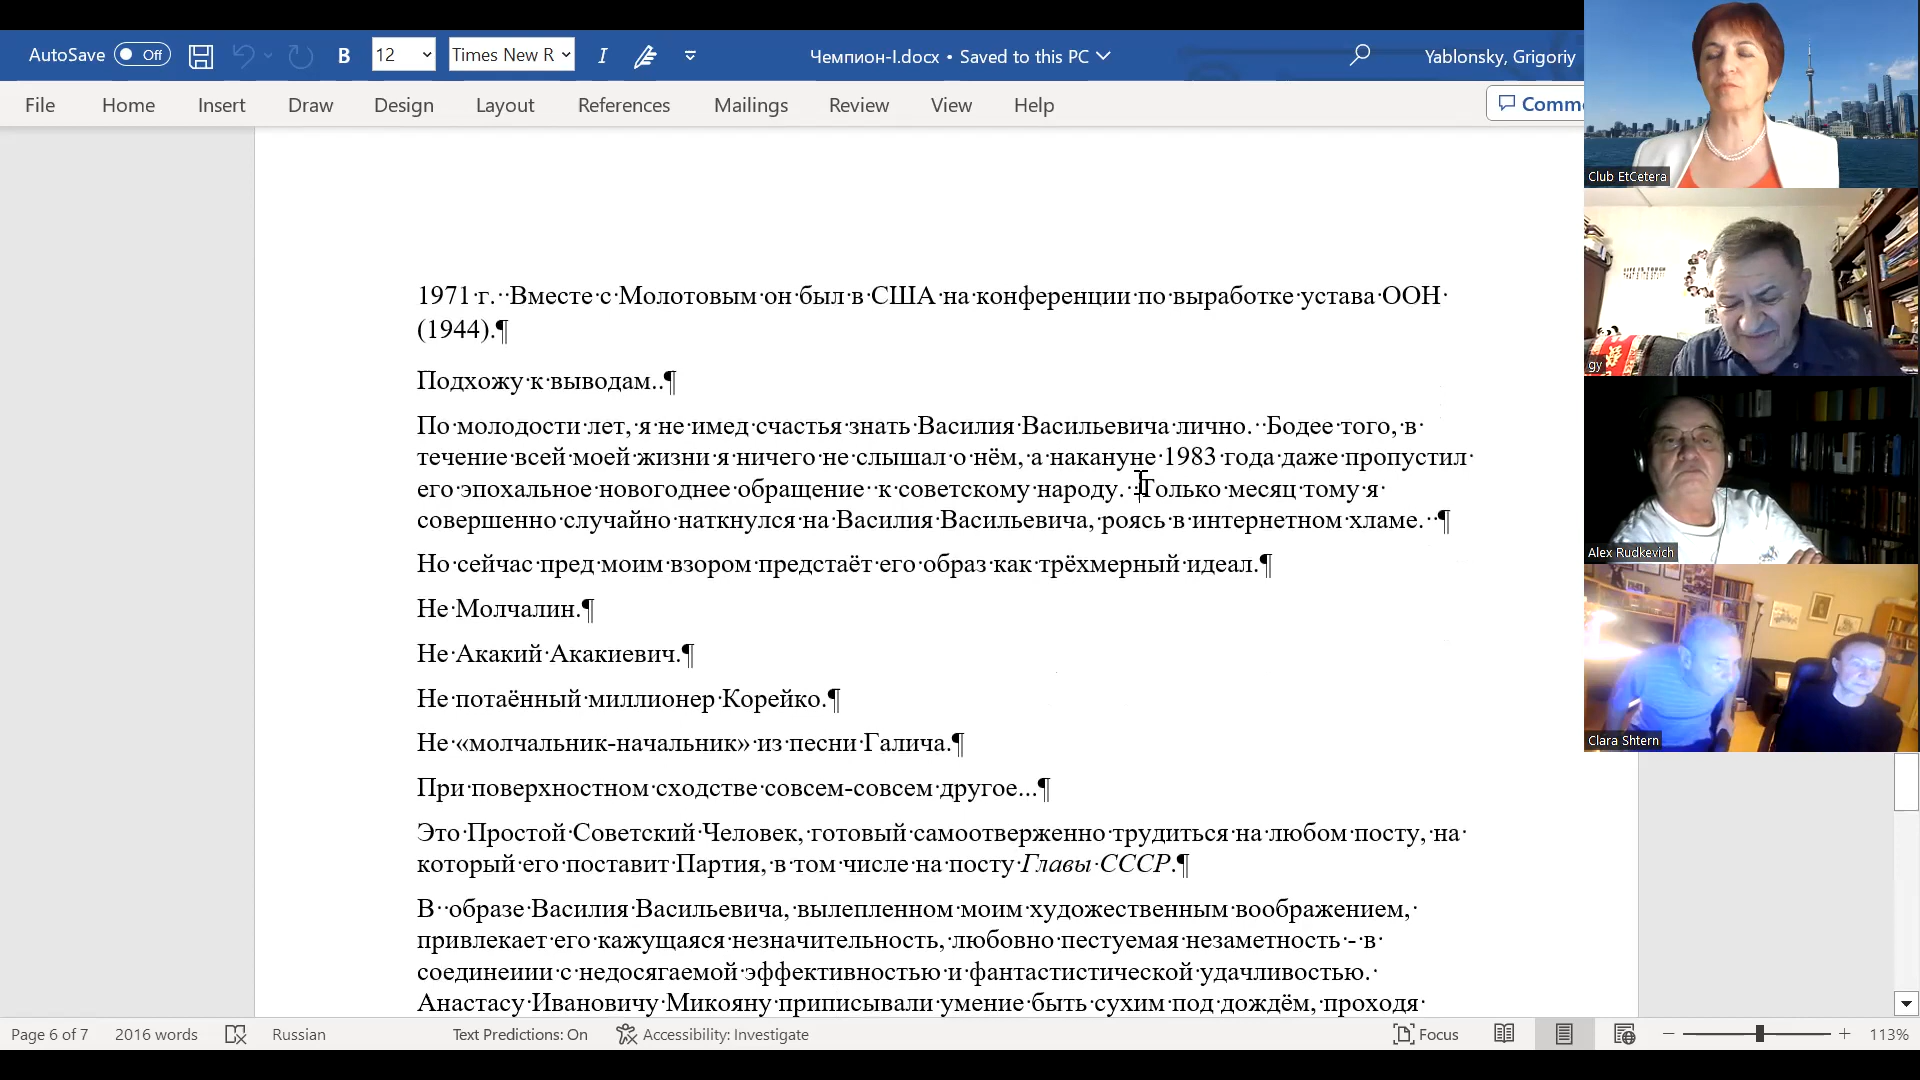 AutoSave Off B 12 Times New R I Чемпион-I.docx • Saved to this PC Yablonsky, Grigoriy
File Home Insert Draw Design Layout References Mailings Review View Help Comme
1971 г. Вместе с Молотовым он был в США на конференции по выработке устава ООН
(1944).¶
Подхожу к выводам..¶
По молодости лет, я не имед счастья знать Василия Васильевича лично. Бодее того, в
течение всей моей жизни я ничего не слышал о нём, а накануне 1983 года даже пропустил
его эпохальное новогоднее обращение к советскому народу. Только месяц тому я
совершенно случайно наткнулся на Василия Васильевича, роясь в интернетном хламе. ¶
Но сейчас пред моим взором предстаёт его образ как трёхмерный идеал.¶
Не Молчалин.¶
Не Акакий Акакиевич.¶
Не потаённый миллионер Корейко.¶
Не «молчальник-начальник» из песни Галича.¶
При поверхностном сходстве совсем-совсем другое...¶
Это Простой Советский Человек, готовый самоотверженно трудиться на любом посту, на
который его поставит Партия, в том числе на посту Главы СССР.¶
В образе Василия Васильевича, вылепленном моим художественным воображением,
привлекает его кажущаяся незначительность, любовно пестуемая незаметность - в
соединеиии с недосягаемой эффективностью и фантастистической удачливостью.
Анастасу Ивановичу Микояну приписывали умение быть сухим под дождём, проходя
Page 6 of 7 2016 words Russian Text Predictions: On Accessibility: Investigate Focus 113%
Club EtCetera
gy
Alex Rudkevich
Clara Shtern